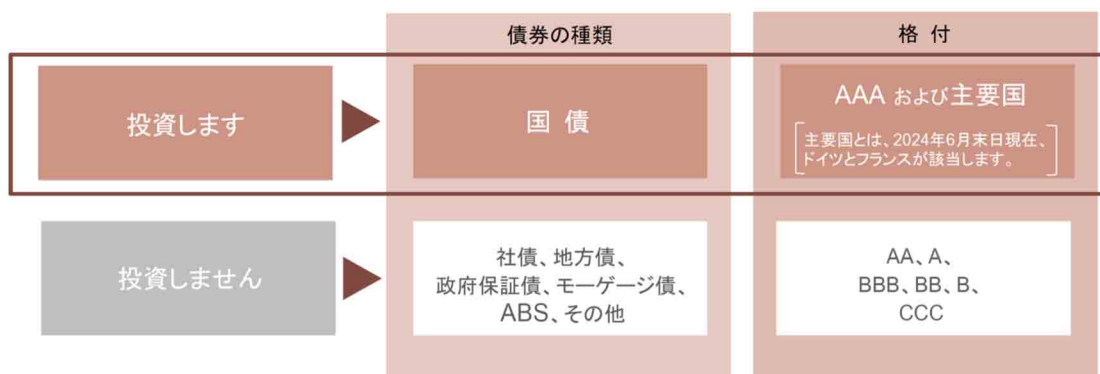 債券の種類
格 付
投資します
国 債
AAA および主要国
主要国とは、2024年6月末日現在、
ドイツとフランスが該当します。
投資しません
社債、地方債、
政府保証債、モーゲージ債、
ABS、その他
AA、A、
BBB、BB、B、
CCC